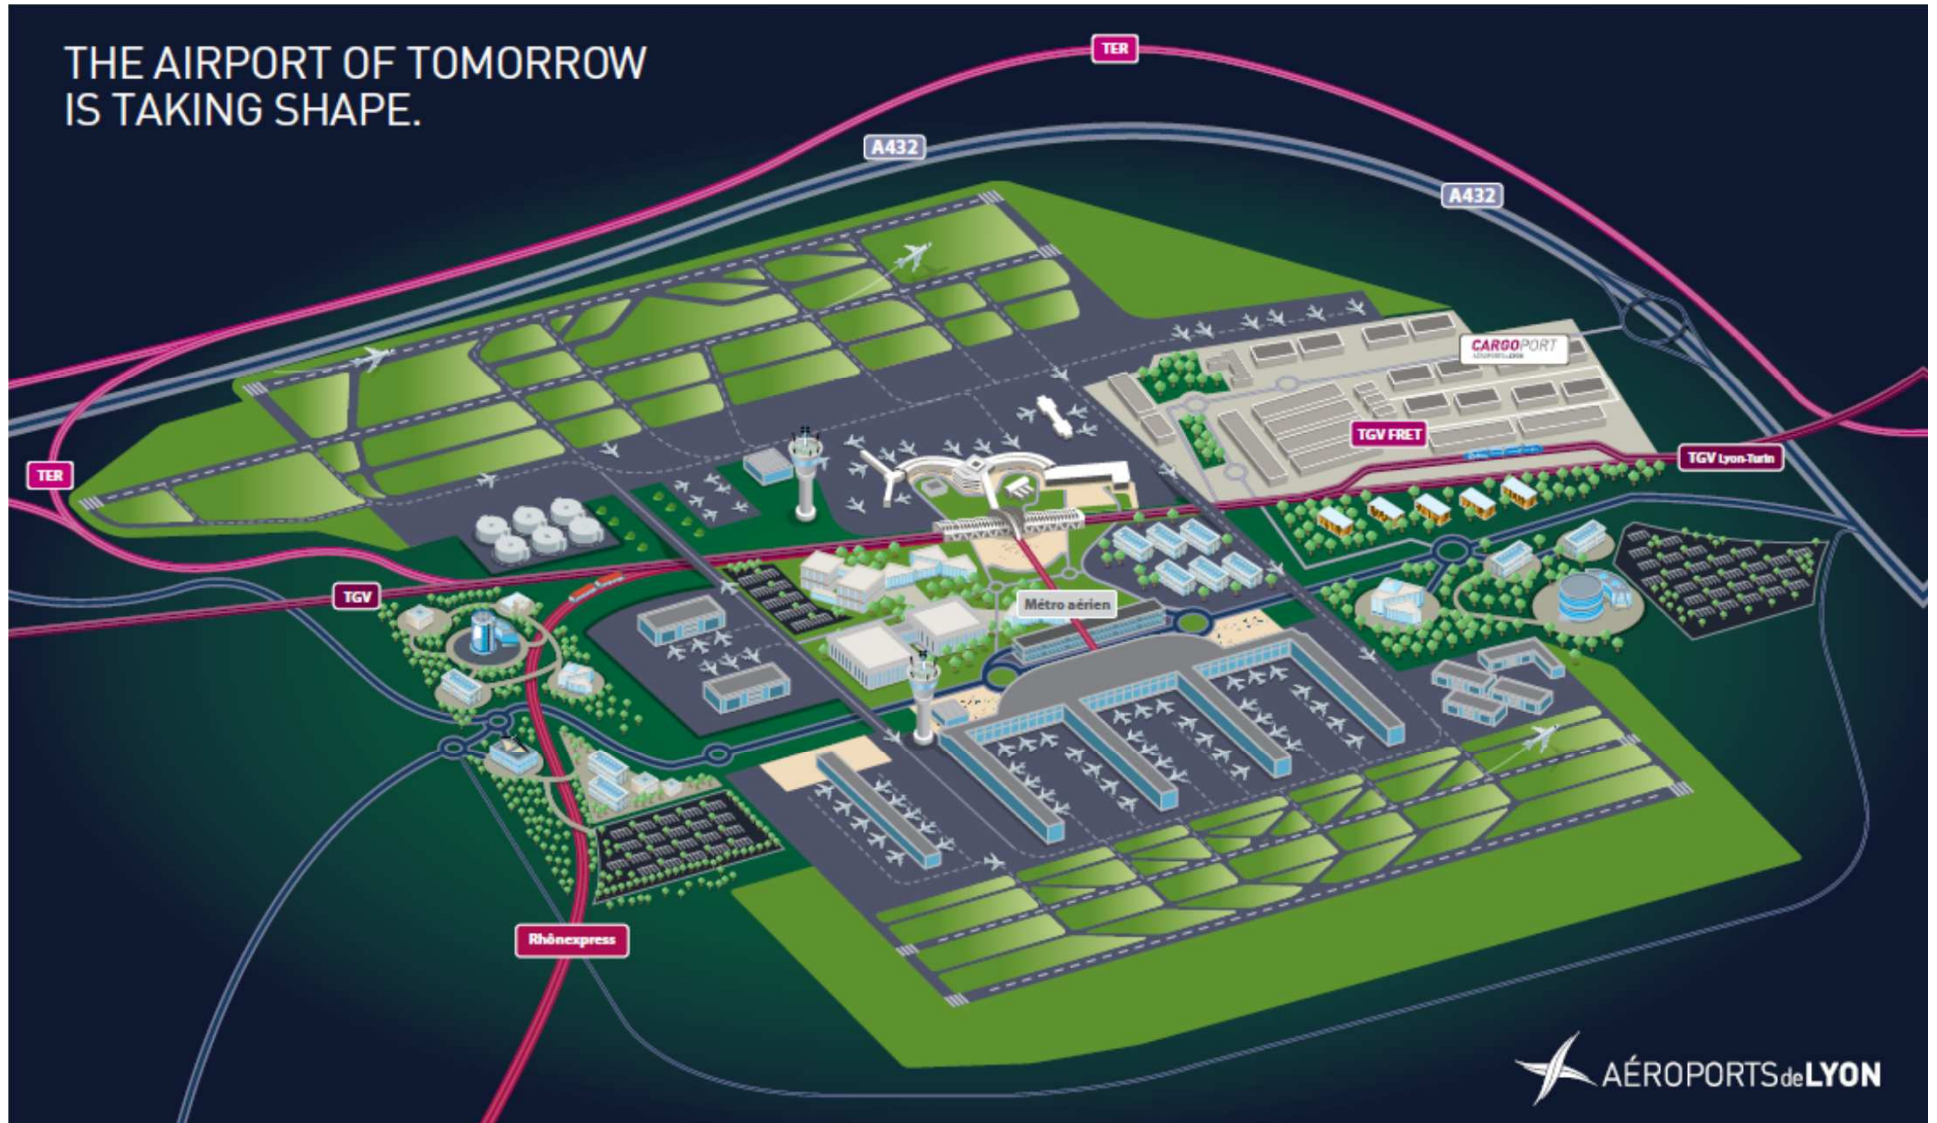 THE AIRPORT OF TOMORROW
IS TAKING SHAPE.
TER
A432
A432
CARGOPORT
AÉROPORTS de LYON
TGV FRET
TGV Lyon-Turin
TER
TGV
Métro aérien
Rhônexpress
AÉROPORTSdeLYON